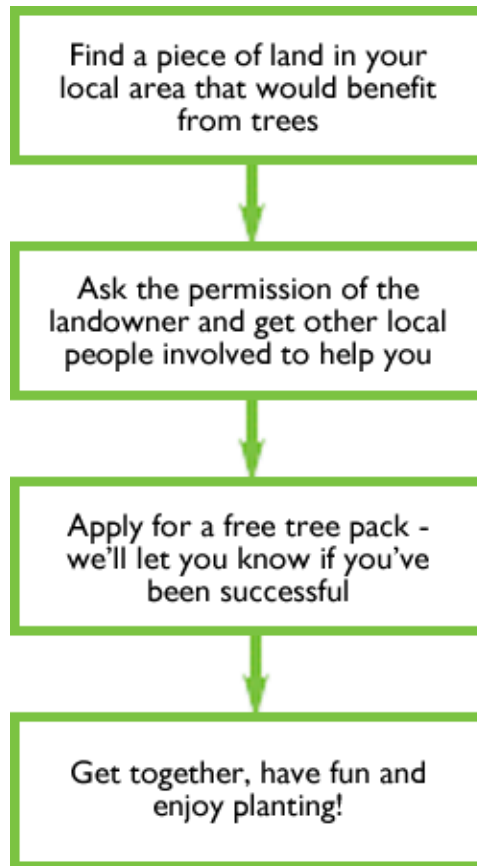 Find a piece of land in your
local area that would benefit
from trees
Ask the permission of the
landowner and get other local
people involved to help you
Apply for a free tree pack -
we'll let you know if you've
been successful
Get together, have fun and
enjoy planting!